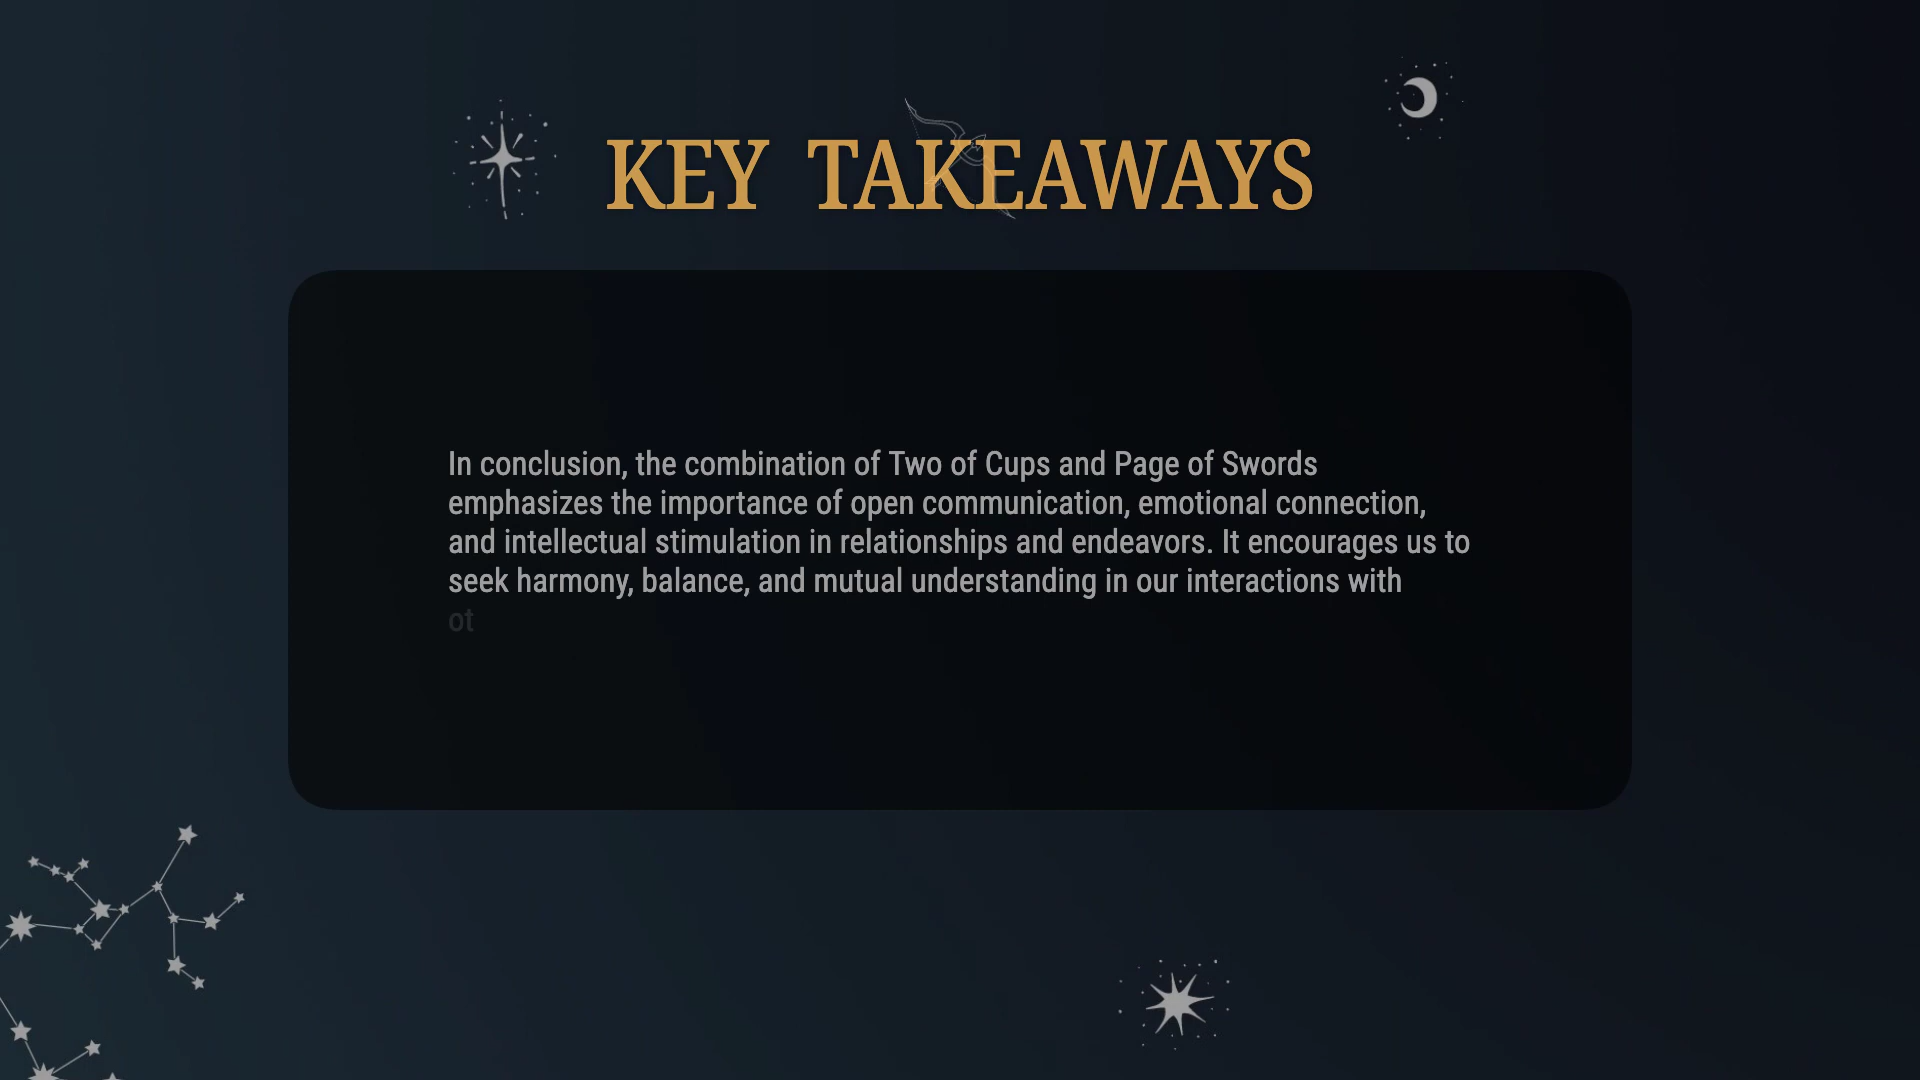 KEY TAKEAWAYS
In conclusion, the combination of Two of Cups and Page of Swords
emphasizes the importance of open communication, emotional connection,
and intellectual stimulation in relationships and endeavors. It encourages us to
seek harmony, balance, and mutual understanding in our interactions with
ot